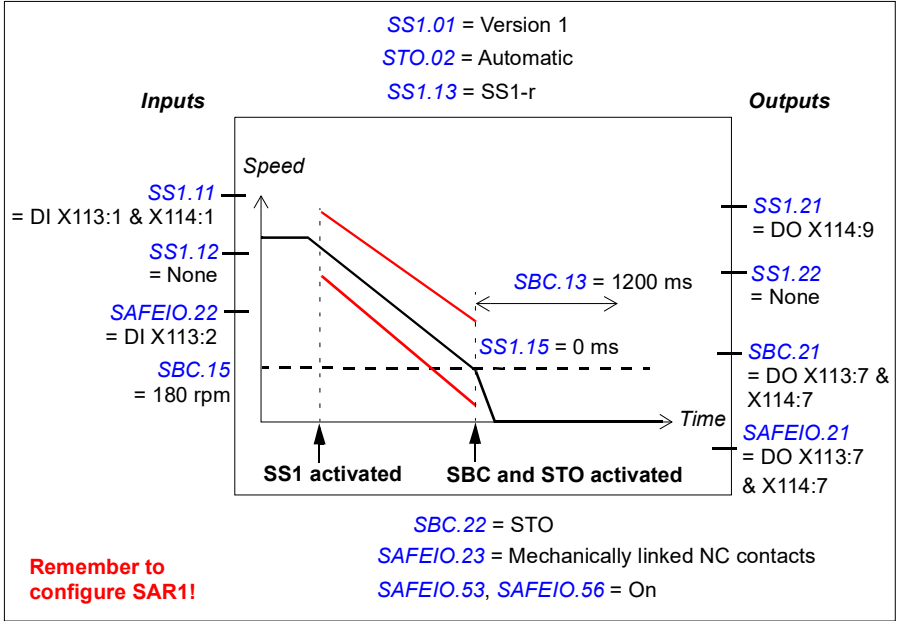 SS1.01 = Version 1
STO.02 = Automatic
SS1.13 = SS1-r
Inputs
Outputs
Speed
SS1.11
= DI X113:1 & X114:1
SS1.12
= None
SAFEIO.22
= DI X113:2
SBC.15
= 180 rpm
SBC.13 = 1200 ms
SS1.15 = 0 ms
Time
SS1 activated
SBC and STO activated
SS1.21
= DO X114:9
SS1.22
= None
SBC.21
= DO X113:7 &
X114:7
SAFEIO.21
= DO X113:7
& X114:7
SBC.22 = STO
SAFEIO.23 = Mechanically linked NC contacts
SAFEIO.53, SAFEIO.56 = On
Remember to
configure SAR1!